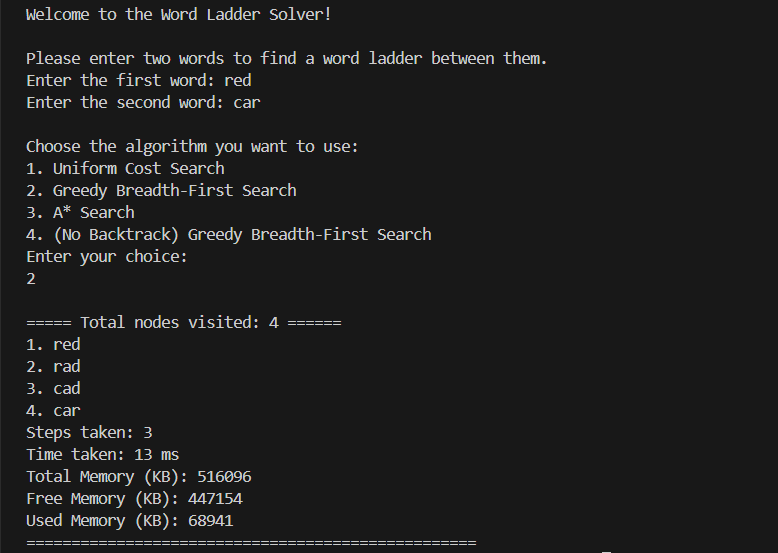 Welcome to the Word Ladder Solver!
Please enter two words to find a word ladder between them.
Enter the first word: red
Enter the second word: car
Choose the algorithm you want to use:
1. Uniform Cost Search
2. Greedy Breadth-First Search
3. A* Search
4. (No Backtrack) Greedy Breadth-First Search
Enter your choice:
2
===== Total nodes visited: 4 ======
1. red
2. rad
3. cad
4. car
Steps taken: 3
Time taken: 13 ms
Total Memory (KB): 516096
Free Memory (KB): 447154
Used Memory (KB): 68941
==================================================